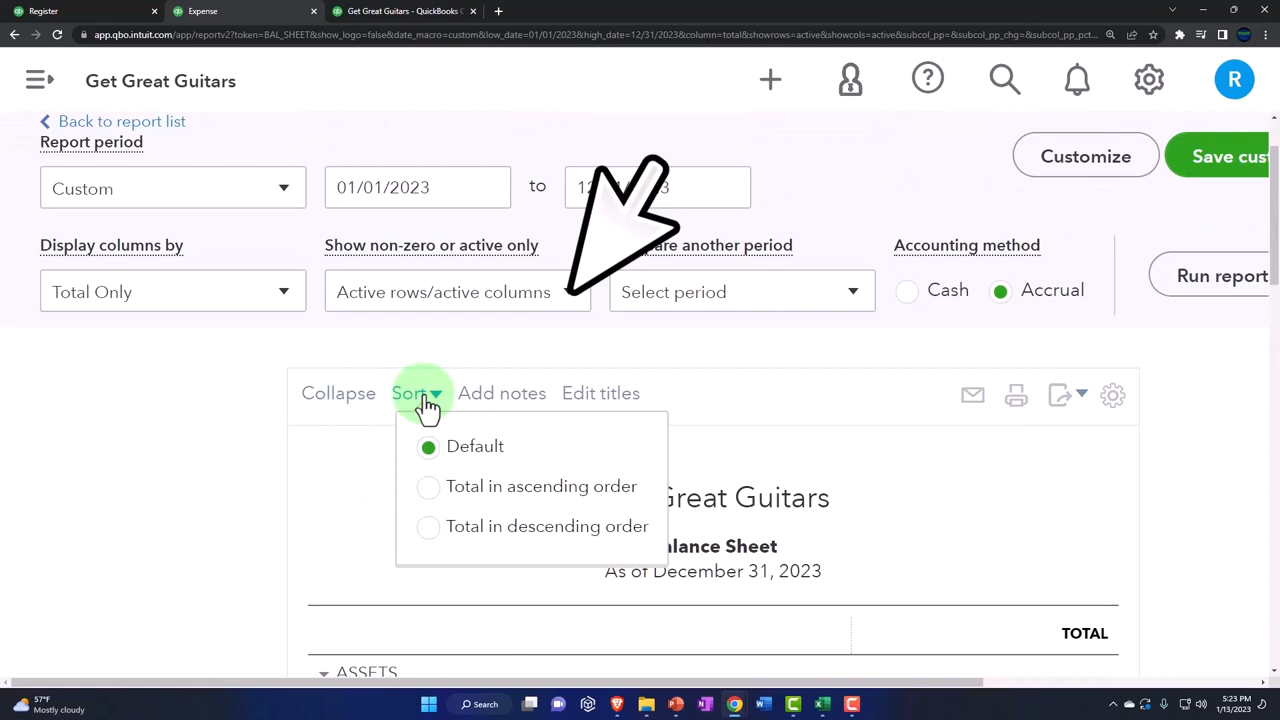 Register
Expense
Get Great Guitars - QuickBooks
app.qbo.intuit.com/app/reportv2?token=BAL_SHEET&show_logo=false&date_macro=custom&low_date=01/01/2023&high_date=12/31/2023&column=total&showrows=active&showcols=active&subcol_pp=&subcol_pp_chg=&subcol_pp_pct...
Get Great Guitars
R
Back to report list
Report period
Customize
Save cus
Custom
01/01/2023
to
Display columns by
Show non-zero or active only
another period
Accounting method
Total Only
Active rows/active columns
Select period
Cash
Accrual
Run report
Collapse
Sort
Add notes
Edit titles
Default
Total in ascending order
Total in descending order
Great Guitars
alance Sheet
As of December 31, 2023
TOTAL
ASSETS
57°F
Mostly cloudy
Search
5:23 PM
1/13/2023